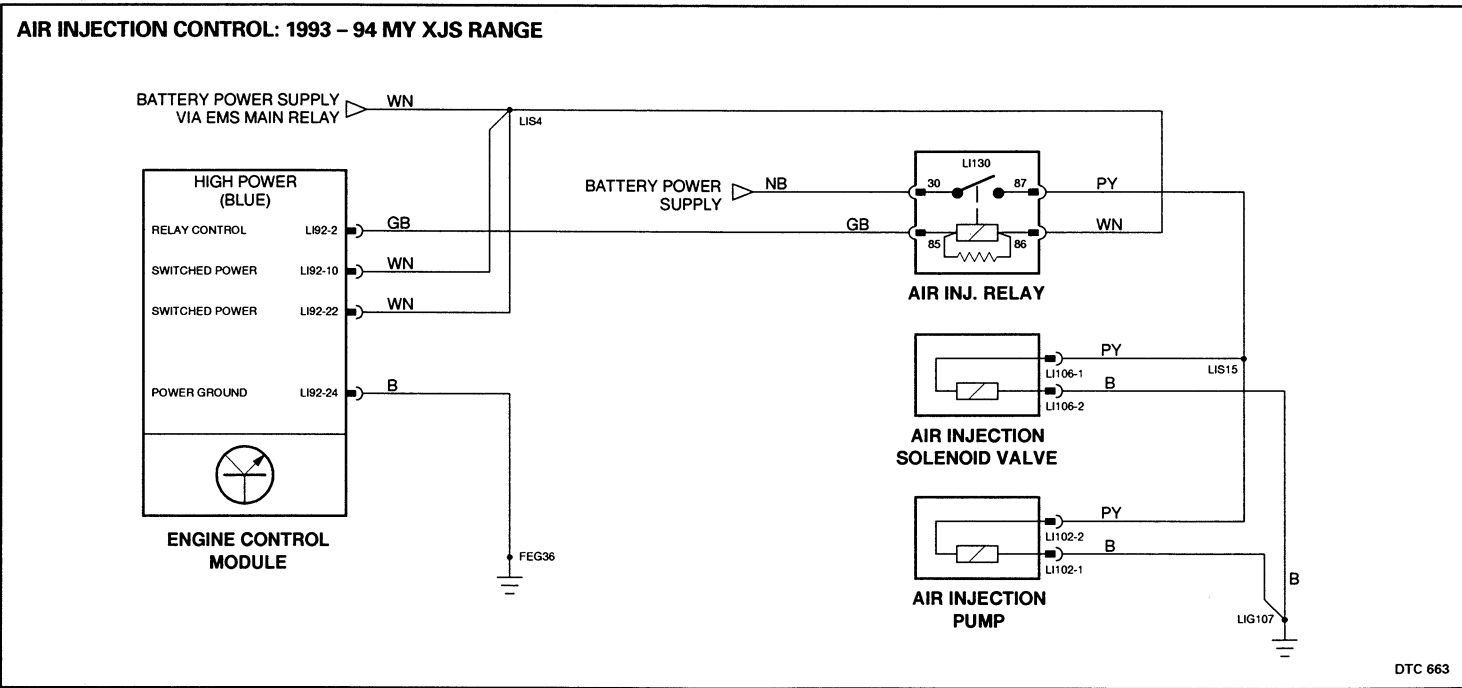 AIR INJECTION CONTROL: 1993 – 94 MY XJS RANGE
BATTERY POWER SUPPLY
VIA EMS MAIN RELAY
WN
LIS4
HIGH POWER
(BLUE)
RELAY CONTROL LI92-2
GB
SWITCHED POWER LI92-10
WN
SWITCHED POWER LI92-22
WN
POWER GROUND LI92-24
B
ENGINE CONTROL
MODULE
FEG36
BATTERY POWER
SUPPLY
NB
GB
LI130
30
87
85
86
PY
WN
AIR INJ. RELAY
PY
LI106-1
B
LI106-2
LIS15
AIR INJECTION
SOLENOID VALVE
PY
LI102-2
B
LI102-1
AIR INJECTION
PUMP
B
LIG107
DTC 663